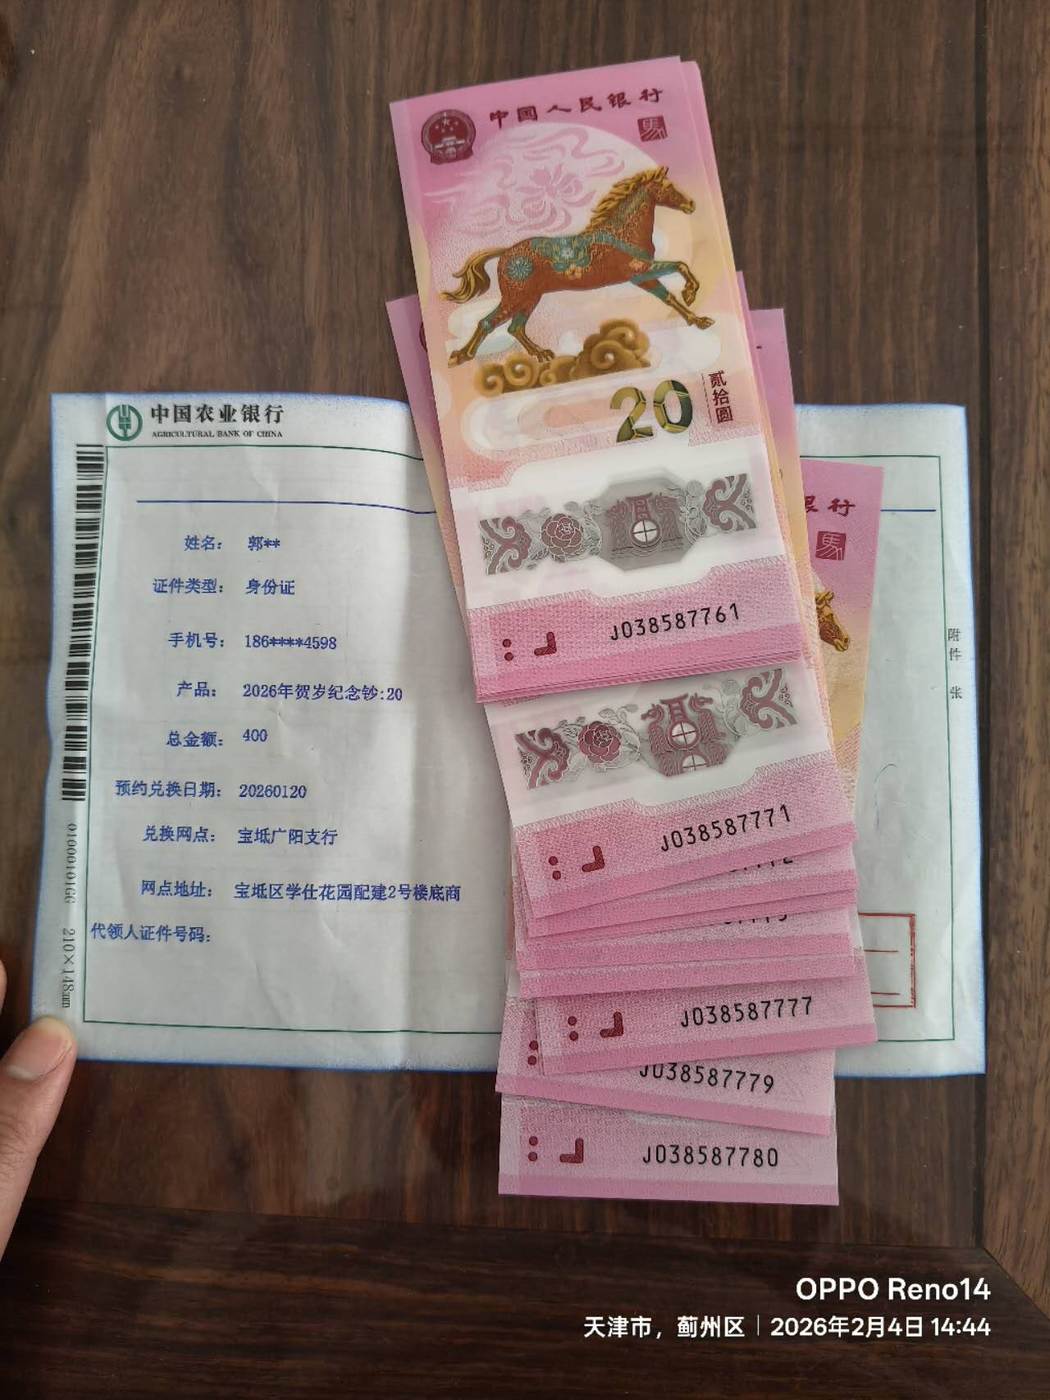 中国人民银行
馬
20
贰拾圆
J038587761
中国农业银行
AGRICULTURAL BANK OF CHINA
姓名： 郭**
证件类型： 身份证
手机号： 186****4598
产品： 2026年贺岁纪念钞:20
总金额： 400
预约兑换日期： 20260120
兑换网点： 宝坻广阳支行
网点地址： 宝坻区学仕花园配建2号楼底商
代领人证件号码：
210×148mm
附件 张
银行
馬
J038587771
J038587777
J038587779
J038587780
OPPO Reno14
天津市，蓟州区｜2026年2月4日 14:44